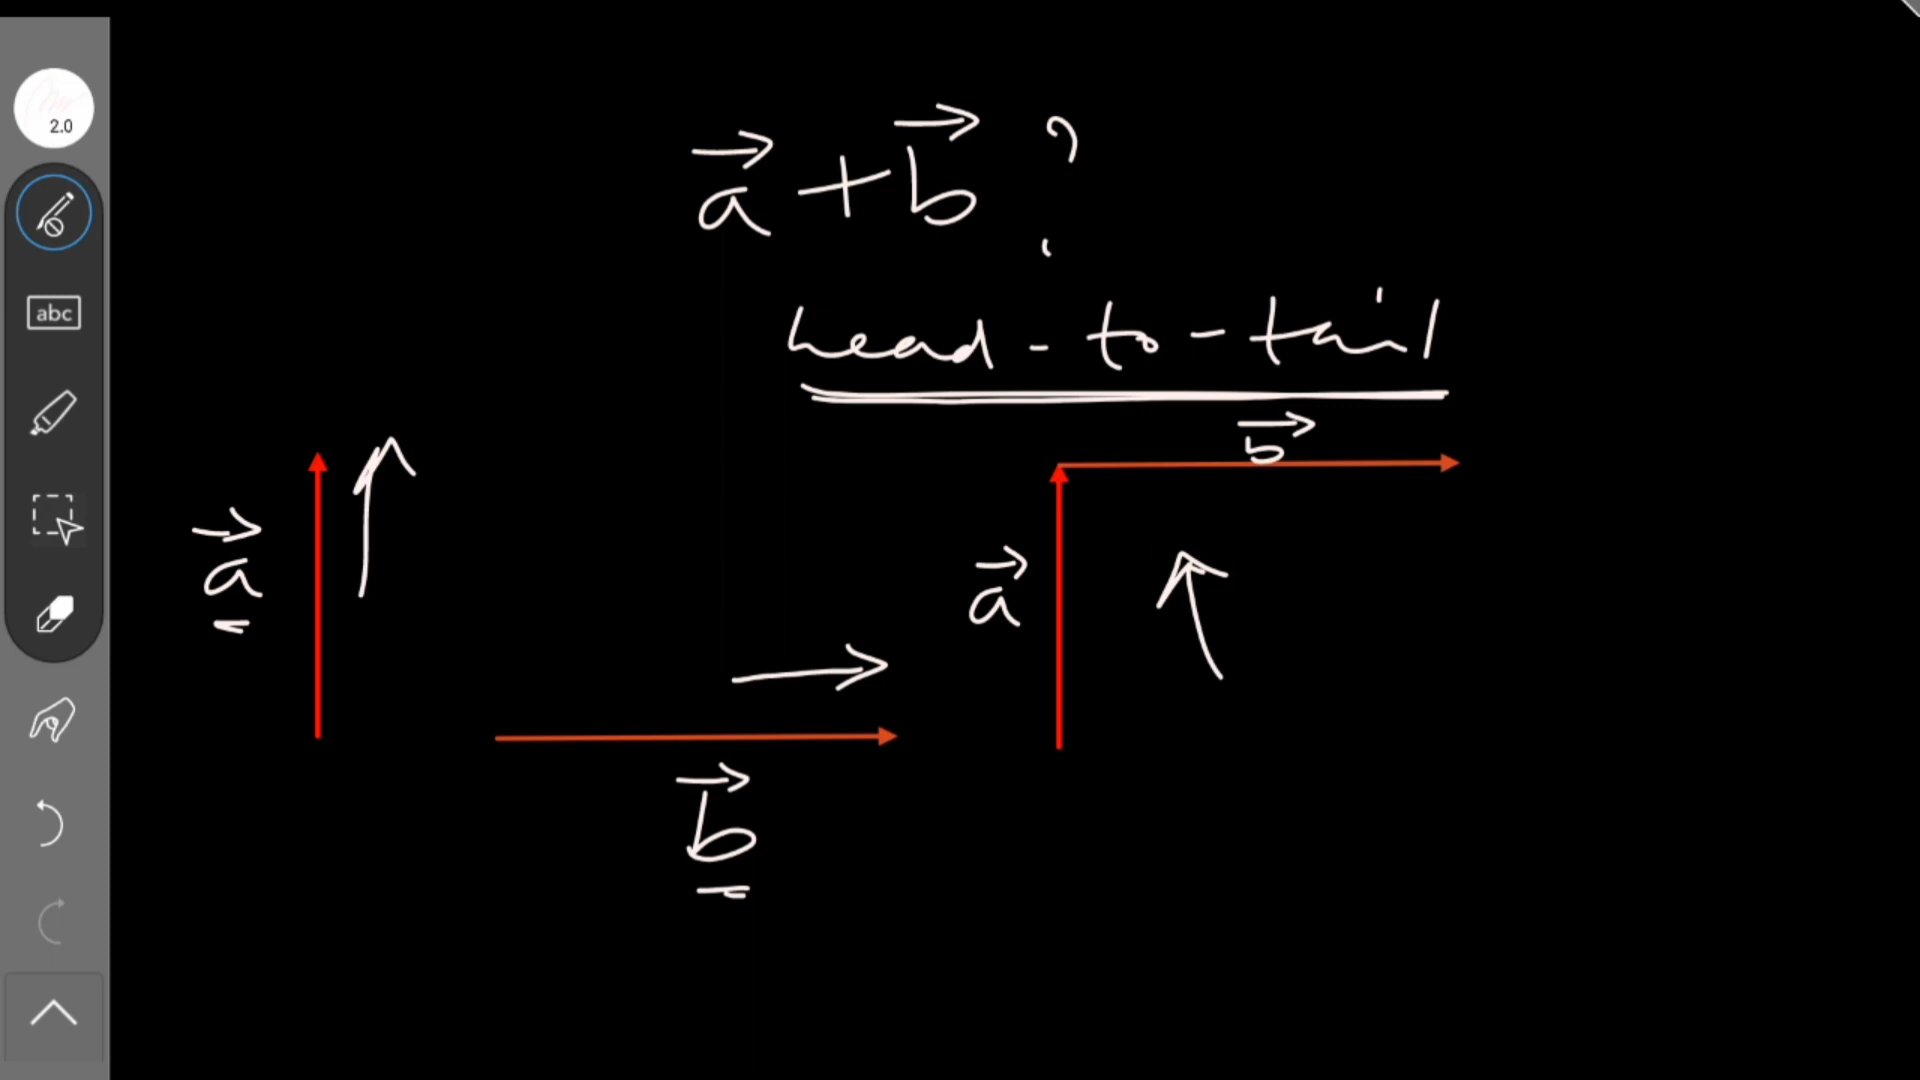 2.0
abc
a⃗ + b⃗ ?
head-to-tail
b⃗
a⃗
a⃗
b⃗